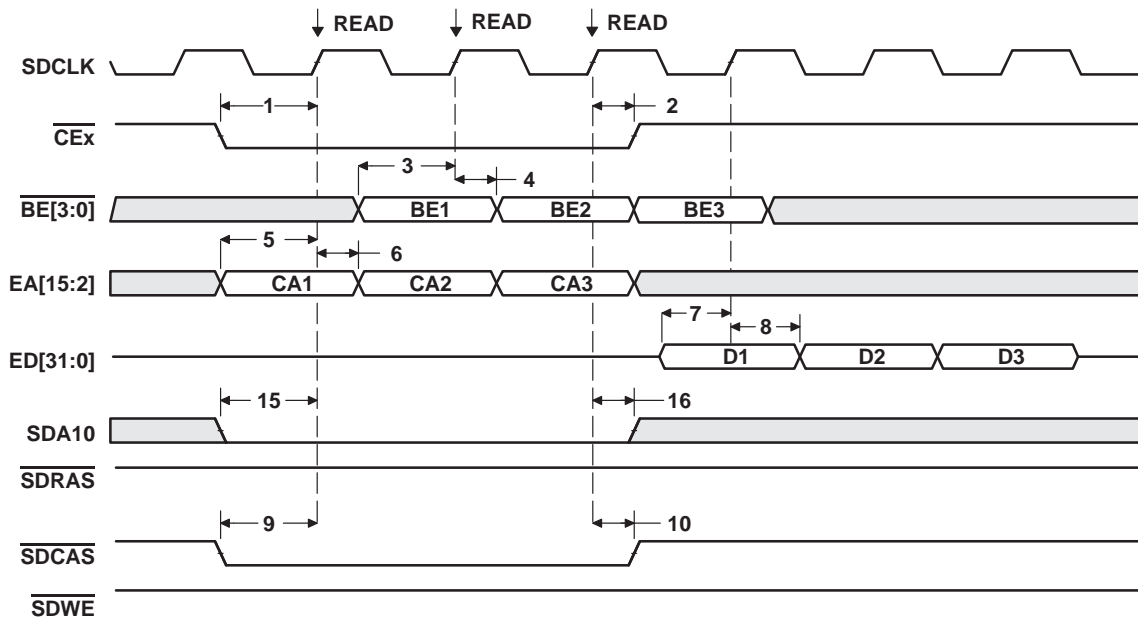 READ READ READ
SDCLK
1 2
CEx
3 4
BE[3:0] BE1 BE2 BE3
5 6
EA[15:2] CA1 CA2 CA3
7 8
ED[31:0] D1 D2 D3
15 16
SDA10
SDRAS
9 10
SDCAS
SDWE